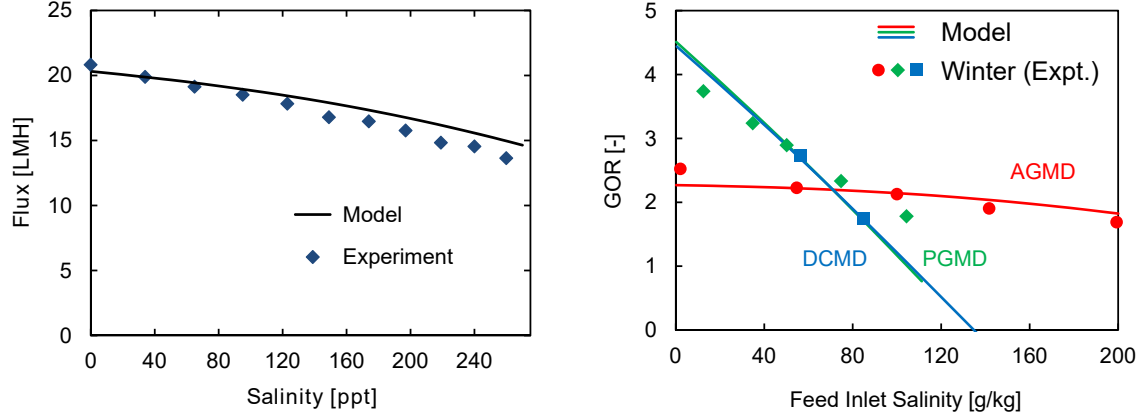 25
20
15
10
5
0
Flux [LMH]
Model
Experiment
0 40 80 120 160 200 240
Salinity [ppt]
5
4
3
2
1
0
GOR [-]
Model
Winter (Expt.)
AGMD
DCMD
PGMD
0 40 80 120 160 200
Feed Inlet Salinity [g/kg]